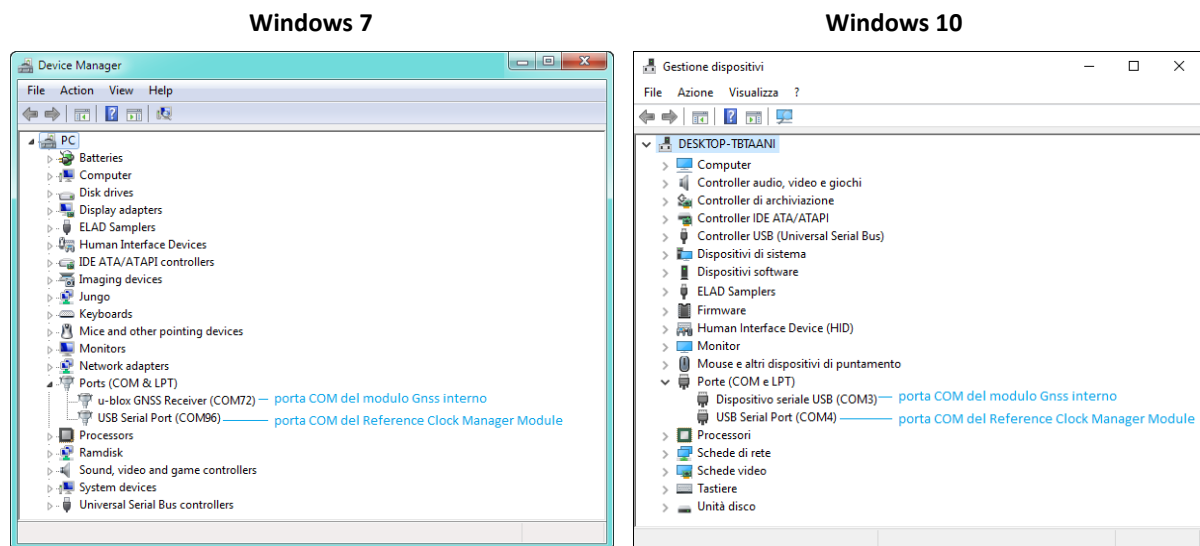 Windows 7
Device Manager
File Action View Help
PC
Batteries
Computer
Disk drives
Display adapters
ELAD Samplers
Human Interface Devices
IDE ATA/ATAPI controllers
Imaging devices
Jungo
Keyboards
Mice and other pointing devices
Monitors
Network adapters
Ports (COM & LPT)
u-blox GNSS Receiver (COM72) porta COM del modulo Gnss interno
USB Serial Port (COM96) porta COM del Reference Clock Manager Module
Processors
Ramdisk
Sound, video and game controllers
System devices
Universal Serial Bus controllers
Windows 10
Gestione dispositivi
File Azione Visualizza ?
DESKTOP-TBTAANI
Computer
Controller audio, video e giochi
Controller di archiviazione
Controller IDE ATA/ATAPI
Controller USB (Universal Serial Bus)
Dispositivi di sistema
Dispositivi software
ELAD Samplers
Firmware
Human Interface Device (HID)
Monitor
Mouse e altri dispositivi di puntamento
Porte (COM e LPT)
Dispositivo seriale USB (COM3) porta COM del modulo Gnss interno
USB Serial Port (COM4) porta COM del Reference Clock Manager Module
Processori
Schede di rete
Schede video
Tastiere
Unità disco